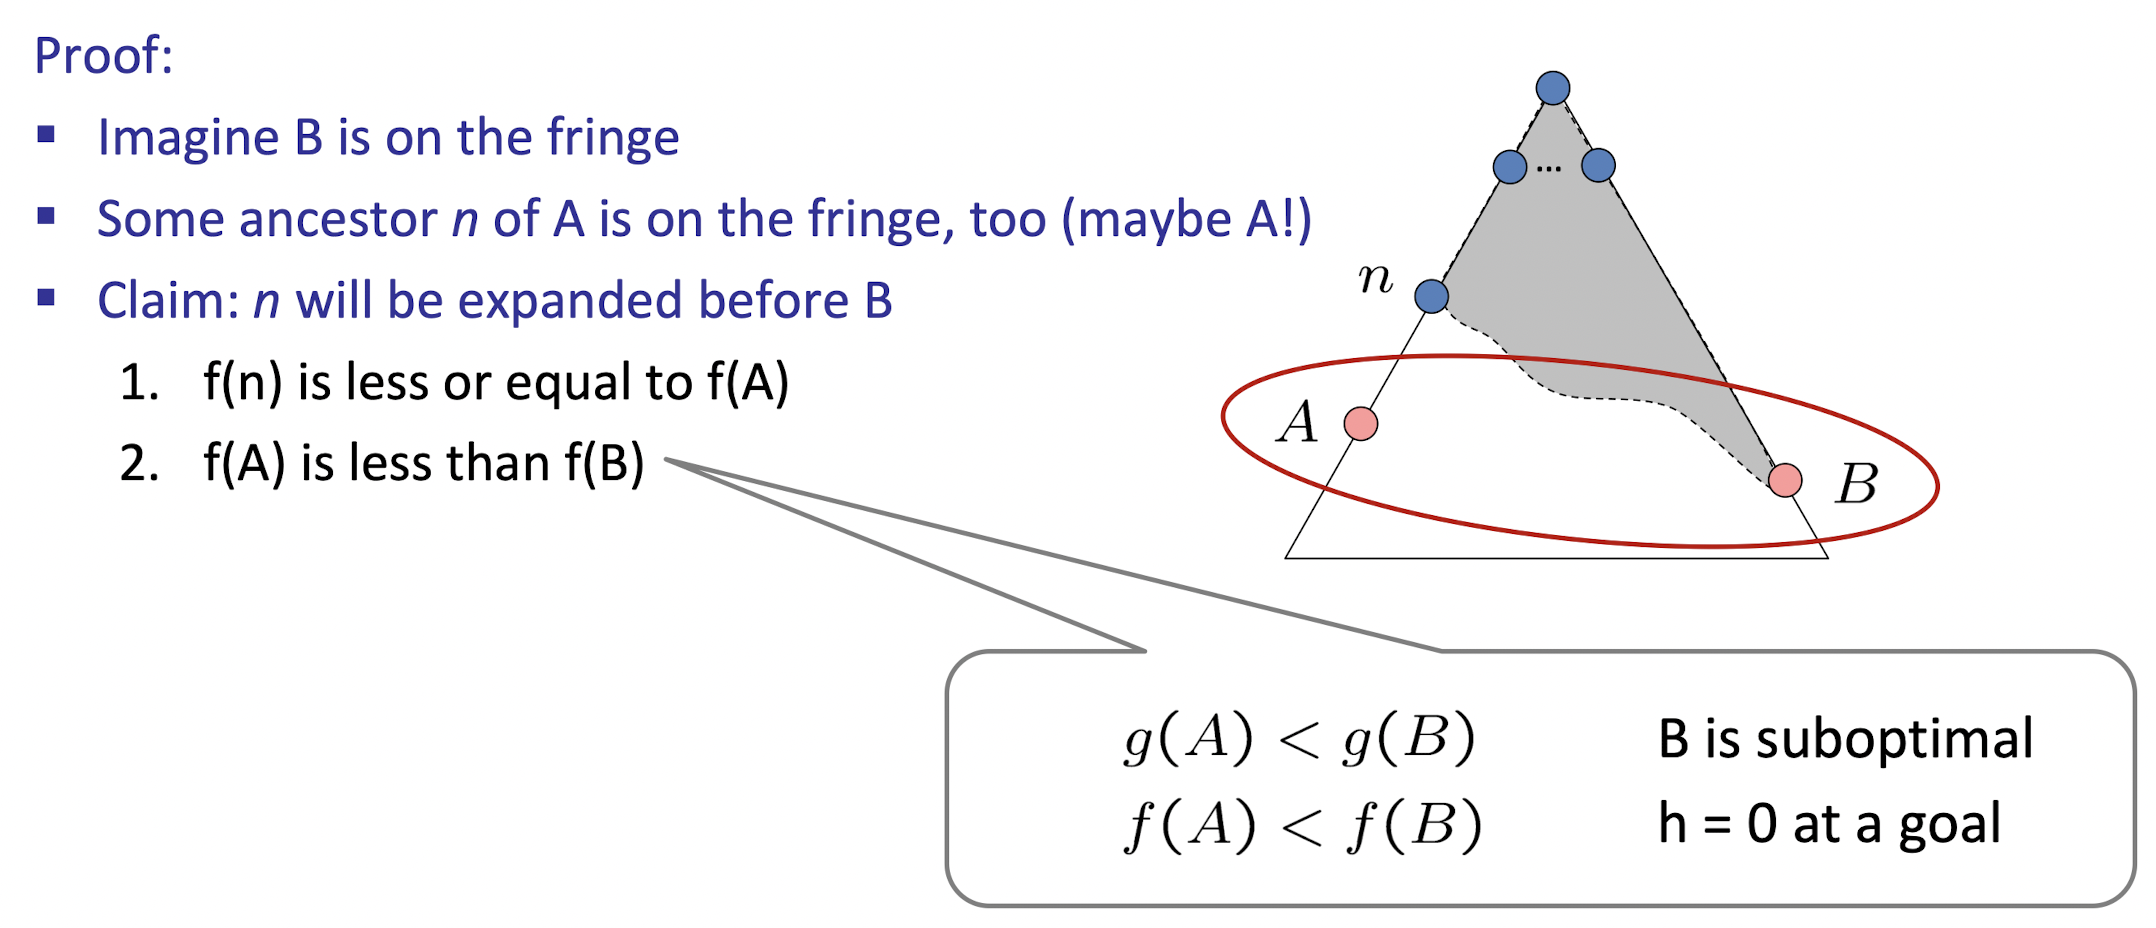 Proof:
▪ Imagine B is on the fringe
▪ Some ancestor n of A is on the fringe, too (maybe A!)
▪ Claim: n will be expanded before B
1. f(n) is less or equal to f(A)
2. f(A) is less than f(B)
...
n
A
B
g(A) < g(B) B is suboptimal
f(A) < f(B) h = 0 at a goal